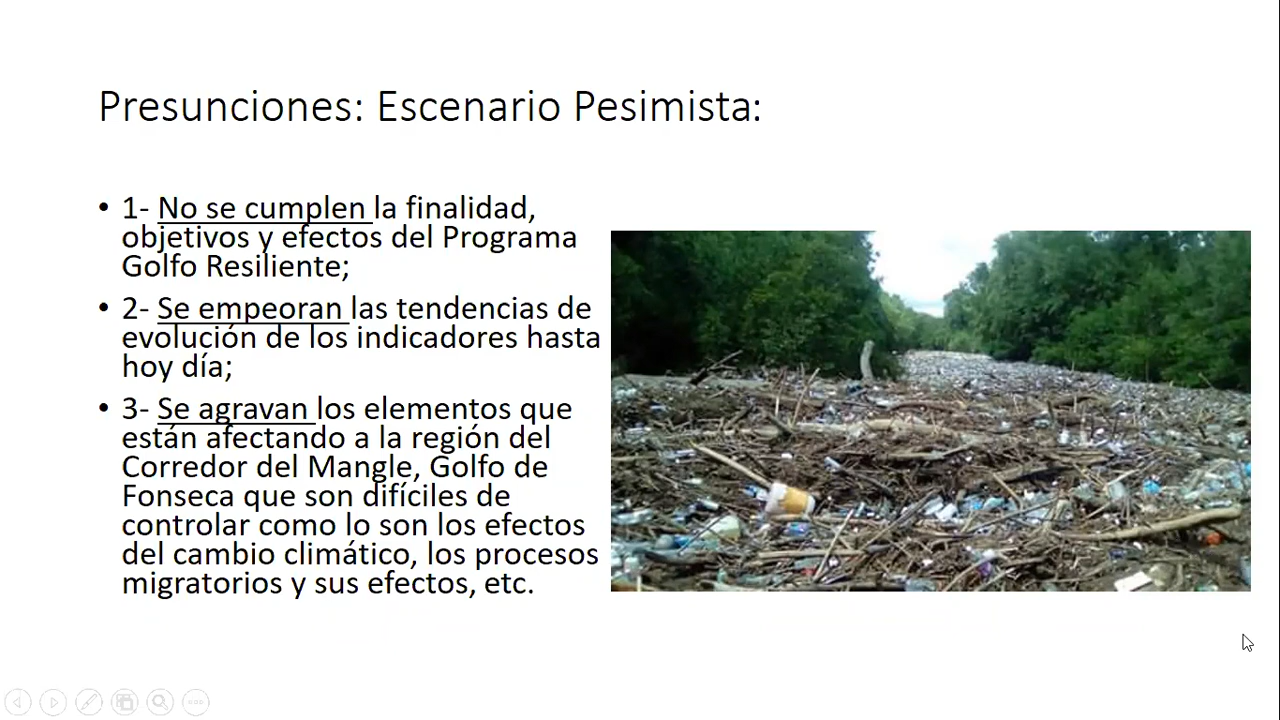 Presunciones: Escenario Pesimista:
• 1- No se cumplen la finalidad,
objetivos y efectos del Programa
Golfo Resiliente;
• 2- Se empeoran las tendencias de
evolución de los indicadores hasta
hoy día;
• 3- Se agravan los elementos que
están afectando a la región del
Corredor del Mangle, Golfo de
Fonseca que son difíciles de
controlar como lo son los efectos
del cambio climático, los procesos
migratorios y sus efectos, etc.